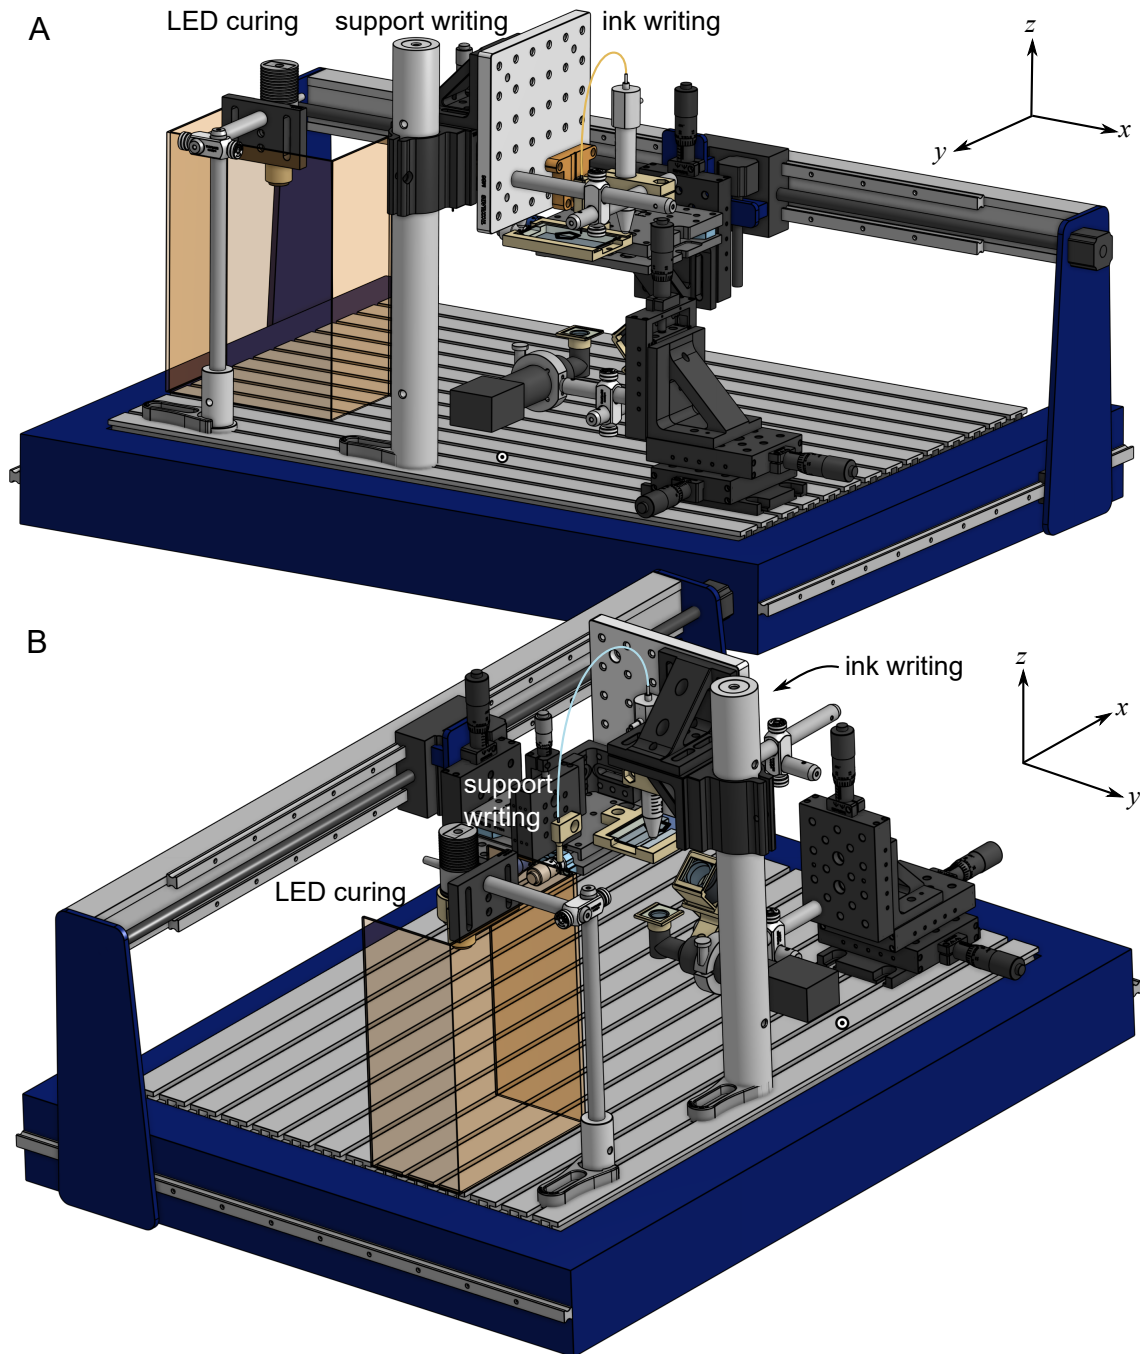 A
LED curing
support writing
ink writing
z
x
y
B
ink writing
z
x
y
support
writing
LED curing